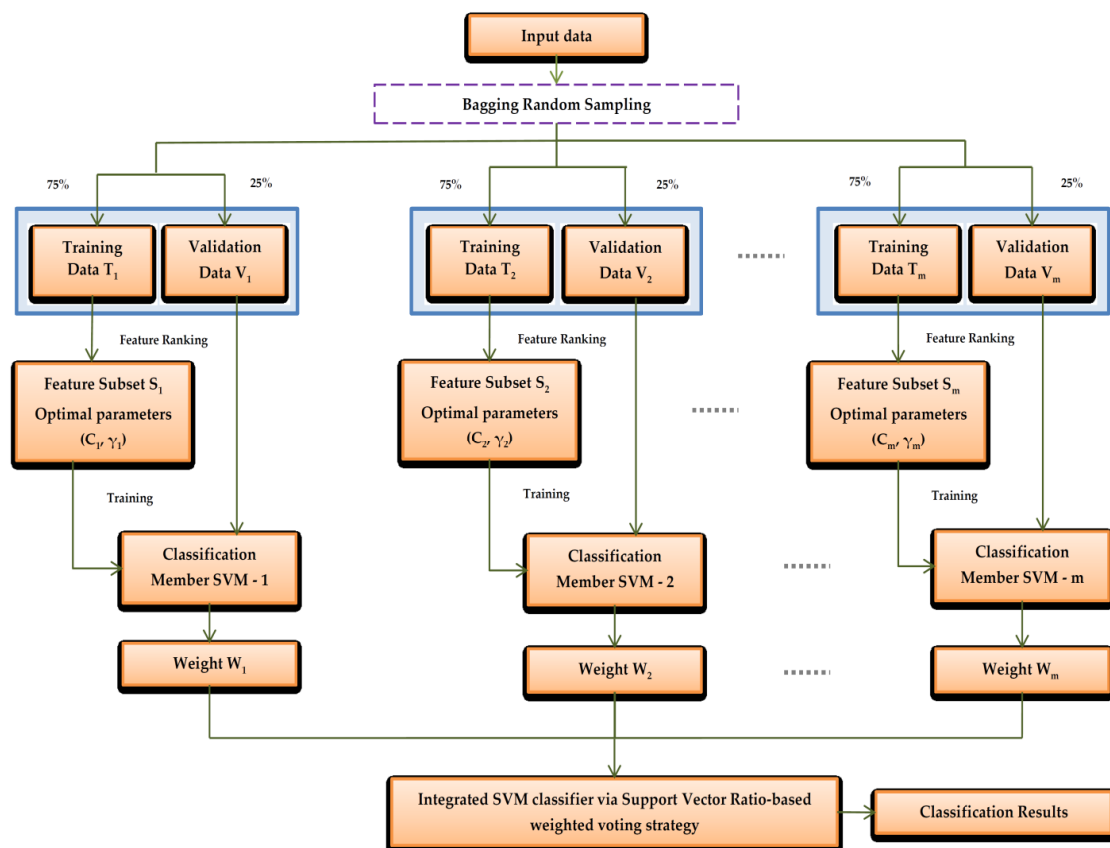 Input data
Bagging Random Sampling
75%
25%
75%
25%
75%
25%
Training
Data T₁
Validation
Data V₁
Training
Data T₂
Validation
Data V₂
Training
Data Tₘ
Validation
Data Vₘ
Feature Ranking
Feature Ranking
Feature Ranking
Feature Subset S₁
Optimal parameters
(C₁, γ₁)
Feature Subset S₂
Optimal parameters
(C₂, γ₂)
Feature Subset Sₘ
Optimal parameters
(Cₘ, γₘ)
Training
Training
Training
Classification
Member SVM - 1
Classification
Member SVM - 2
Classification
Member SVM - m
Weight W₁
Weight W₂
Weight Wₘ
Integrated SVM classifier via Support Vector Ratio-based
weighted voting strategy
Classification Results